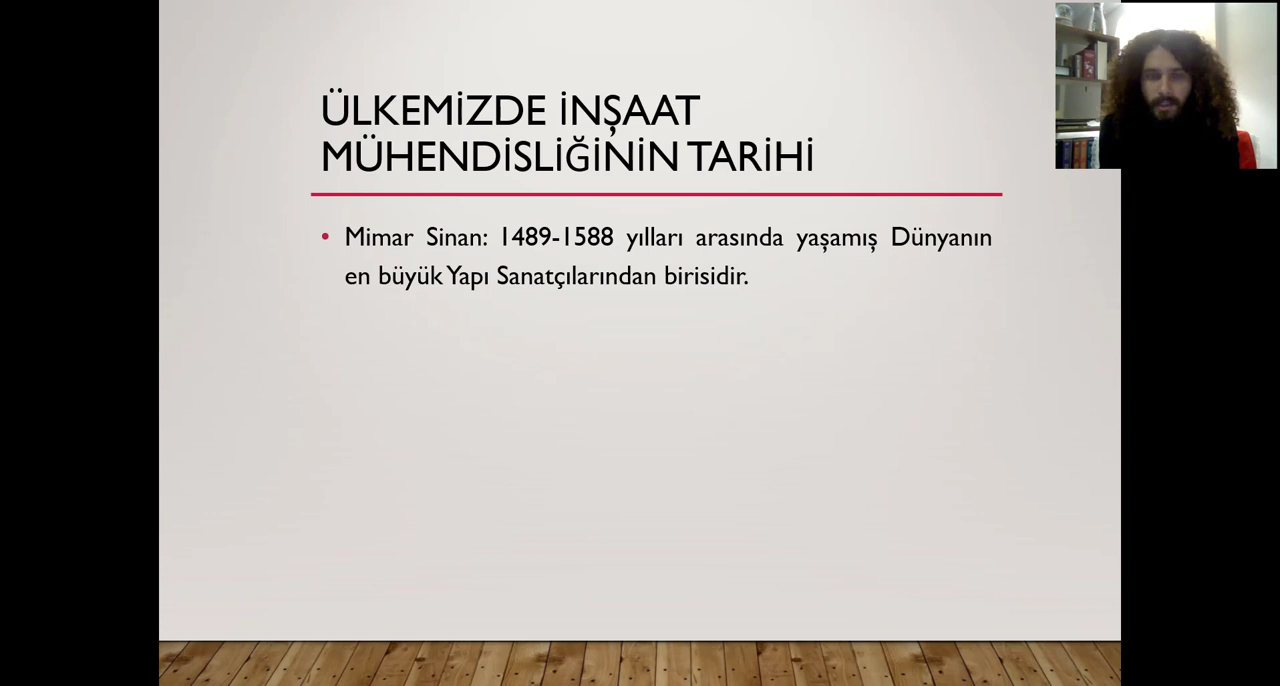 ÜLKEMİZDE İNŞAAT
MÜHENDİSLİĞİNİN TARİHİ
• Mimar Sinan: 1489-1588 yılları arasında yaşamış Dünyanın
en büyük Yapı Sanatçılarından birisidir.